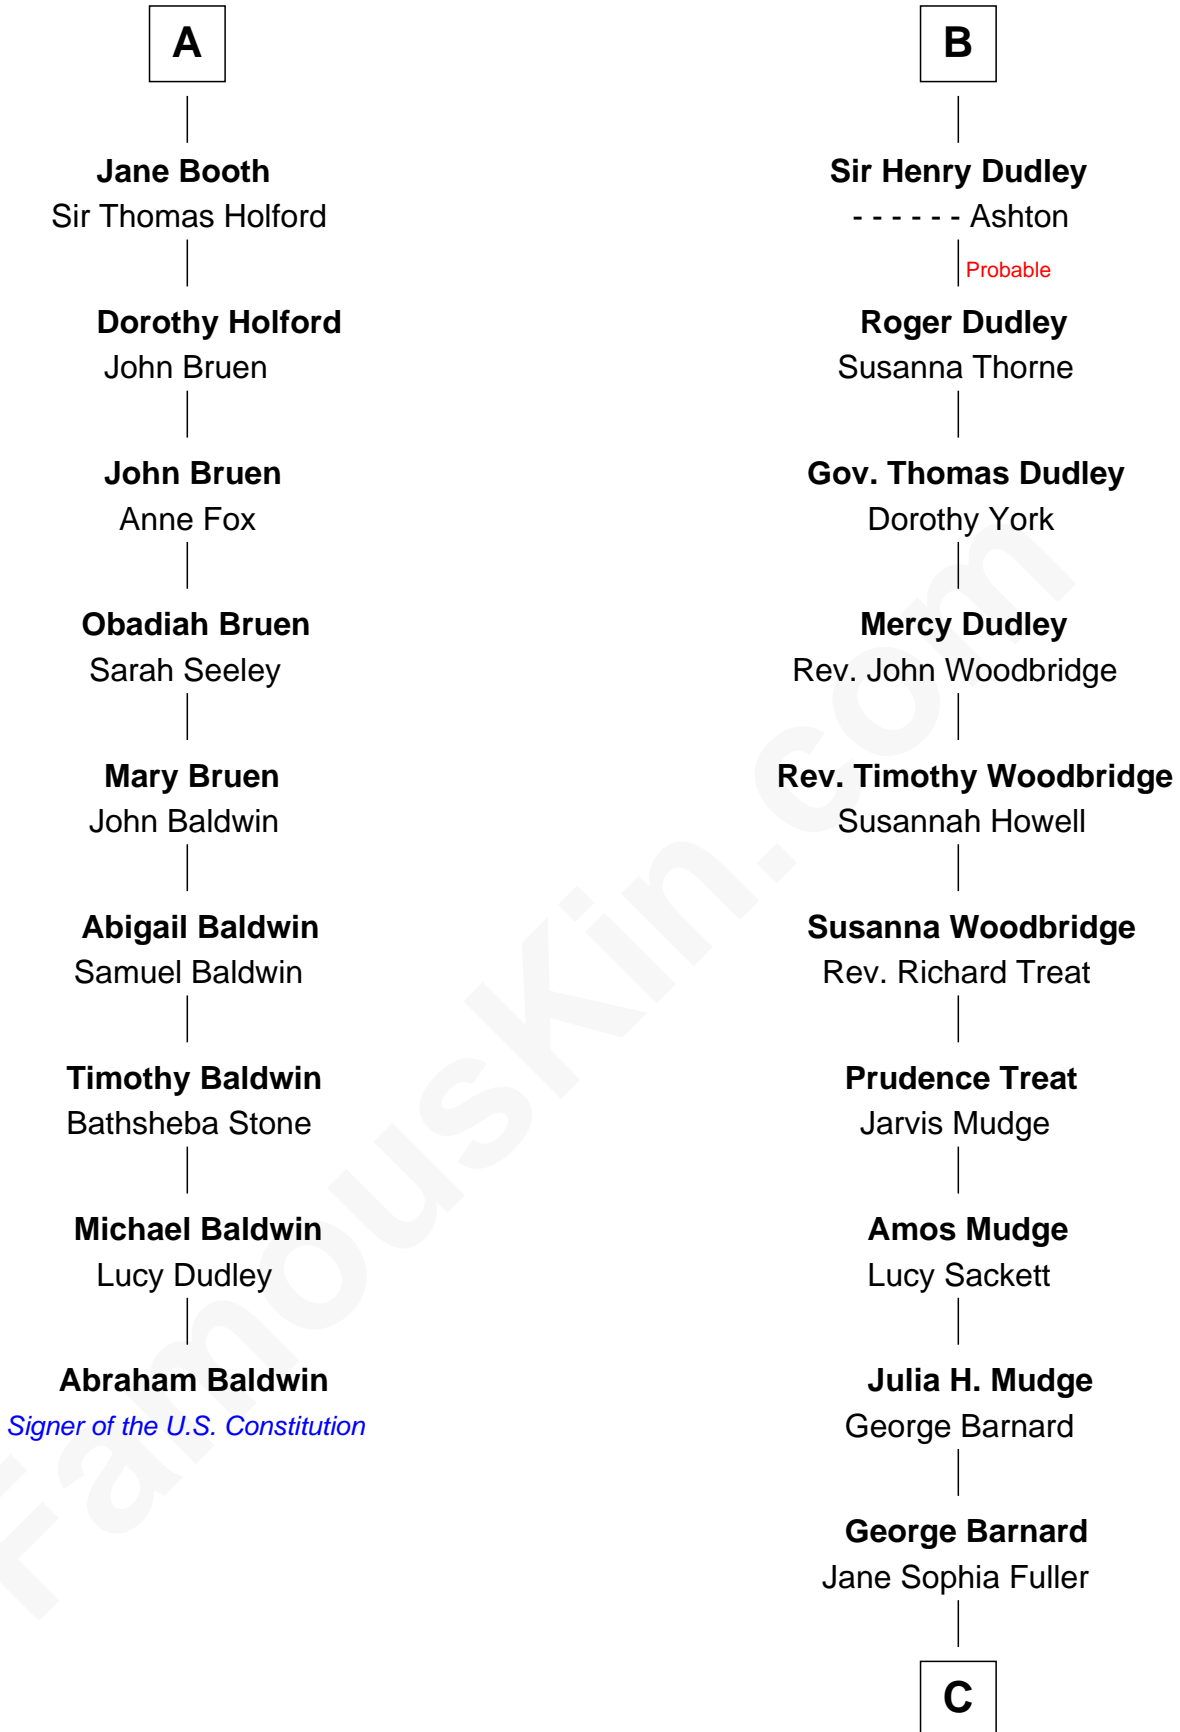 A
Jane Booth
Sir Thomas Holford
Dorothy Holford
John Bruen
John Bruen
Anne Fox
Obadiah Bruen
Sarah Seeley
Mary Bruen
John Baldwin
Abigail Baldwin
Samuel Baldwin
Timothy Baldwin
Bathsheba Stone
Michael Baldwin
Lucy Dudley
Abraham Baldwin
Signer of the U.S. Constitution
B
Sir Henry Dudley
- - - - - - Ashton
Probable
Roger Dudley
Susanna Thorne
Gov. Thomas Dudley
Dorothy York
Mercy Dudley
Rev. John Woodbridge
Rev. Timothy Woodbridge
Susannah Howell
Susanna Woodbridge
Rev. Richard Treat
Prudence Treat
Jarvis Mudge
Amos Mudge
Lucy Sackett
Julia H. Mudge
George Barnard
George Barnard
Jane Sophia Fuller
C
FamousKin.com